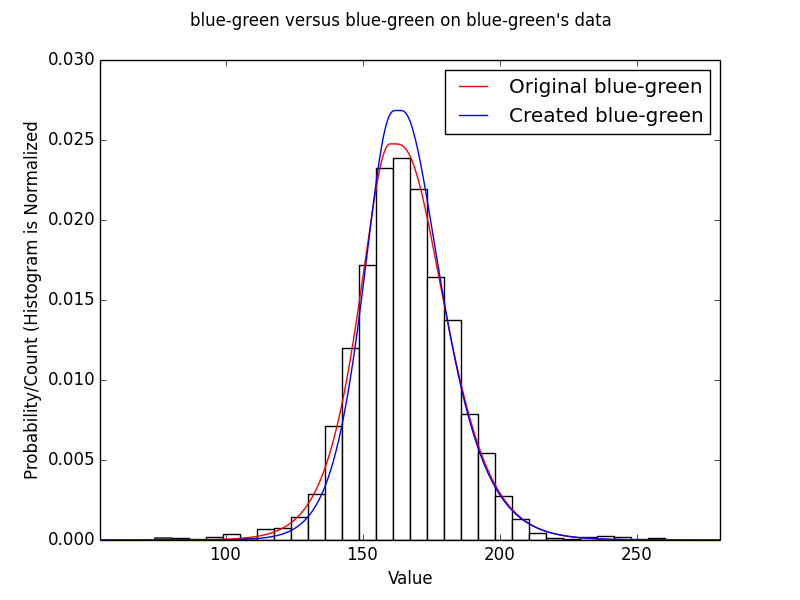 blue-green versus blue-green on blue-green's data
0.030
0.025
0.020
0.015
0.010
0.005
0.000
Probability/Count (Histogram is Normalized
Original blue-green
Created blue-green
100
150
200
250
Value